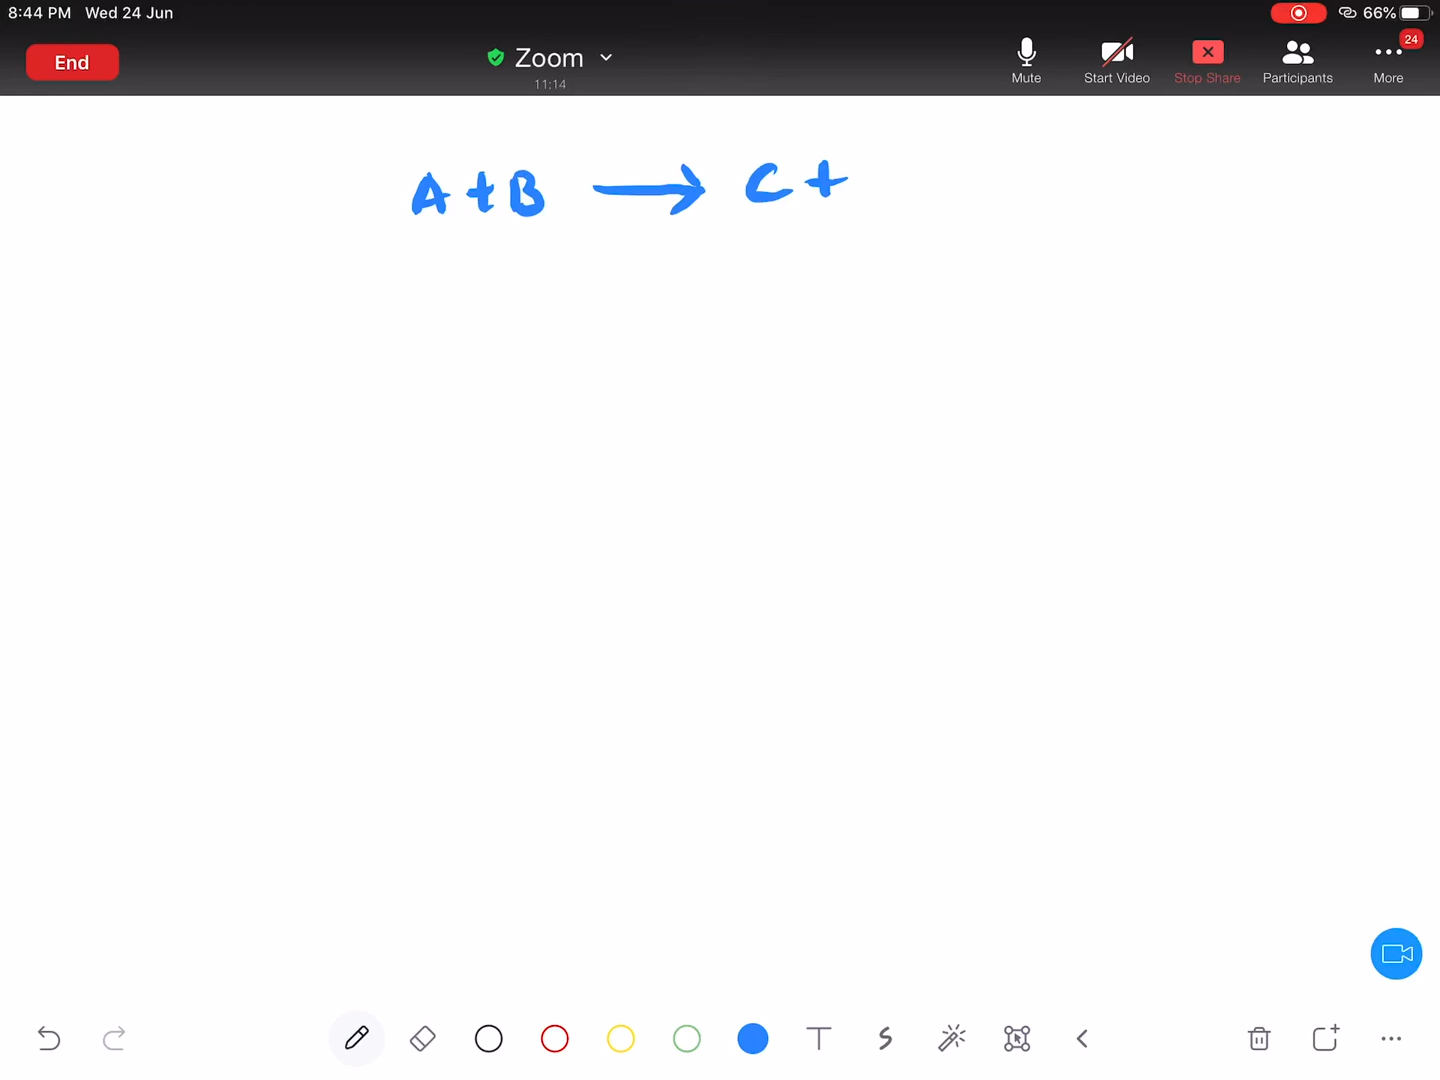 8:44 PM Wed 24 Jun
66%
End
Zoom
11:14
Mute
Start Video
Stop Share
Participants
24
More
A + B → C +
T